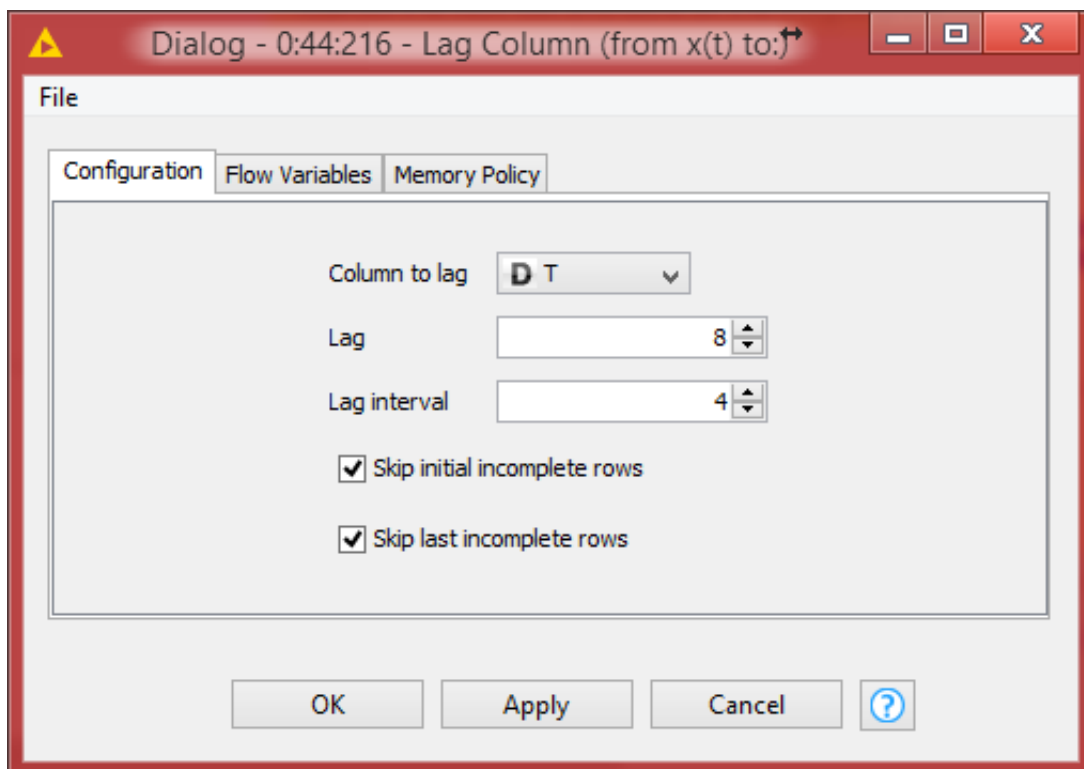 Dialog - 0:44:216 - Lag Column (from x(t) to:)
File
Configuration Flow Variables Memory Policy
Column to lag D T
Lag 8
Lag interval 4
Skip initial incomplete rows
Skip last incomplete rows
OK Apply Cancel ?